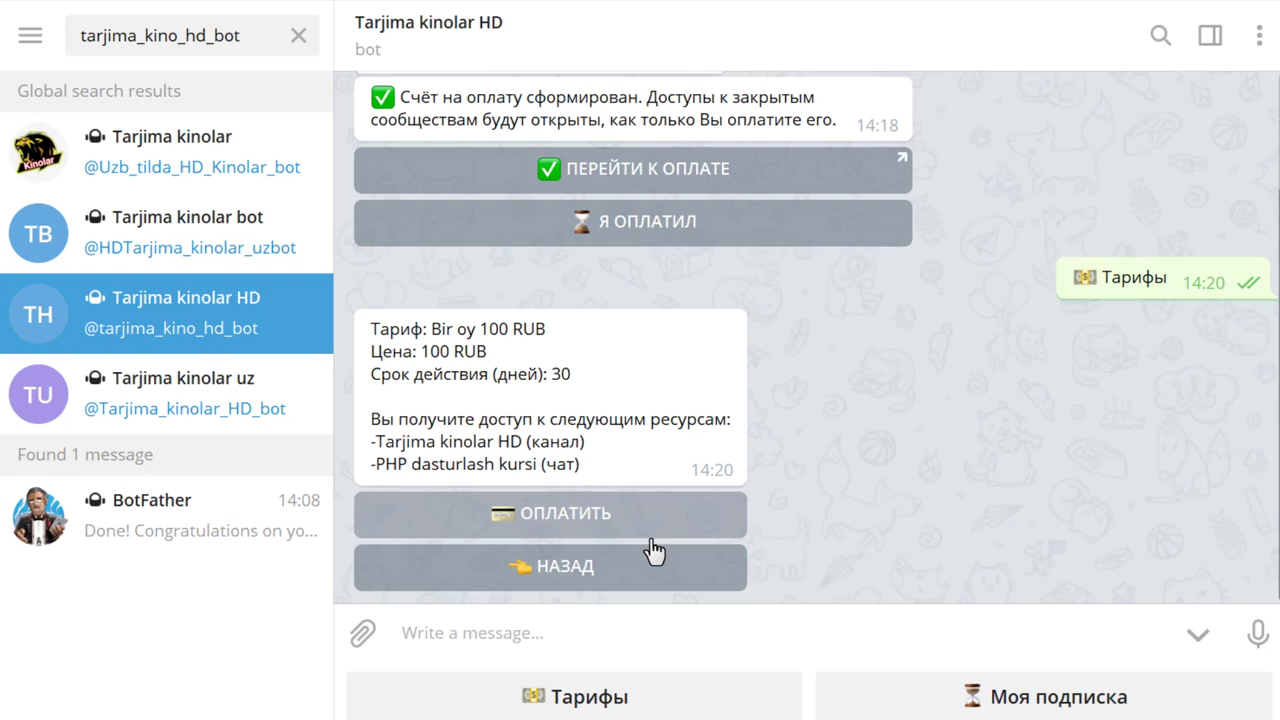 tarjima_kino_hd_bot
Global search results
Kinolar
Tarjima kinolar
@Uzb_tilda_HD_Kinolar_bot
TB
Tarjima kinolar bot
@HDTarjima_kinolar_uzbot
TH
Tarjima kinolar HD
@tarjima_kino_hd_bot
TU
Tarjima kinolar uz
@Tarjima_kinolar_HD_bot
Found 1 message
BotFather
14:08
Done! Congratulations on yo...
Tarjima kinolar HD
bot
✅ Счёт на оплату сформирован. Доступы к закрытым
сообществам будут открыты, как только Вы оплатите его.
14:18
✅ ПЕРЕЙТИ К ОПЛАТЕ
⏳ Я ОПЛАТИЛ
💵 Тарифы
14:20
Тариф: Bir oy 100 RUB
Цена: 100 RUB
Срок действия (дней): 30
Вы получите доступ к следующим ресурсам:
-Tarjima kinolar HD (канал)
-PHP dasturlash kursi (чат)
14:20
💳 ОПЛАТИТЬ
👈 НАЗАД
Write a message...
💵 Тарифы
⏳ Моя подписка